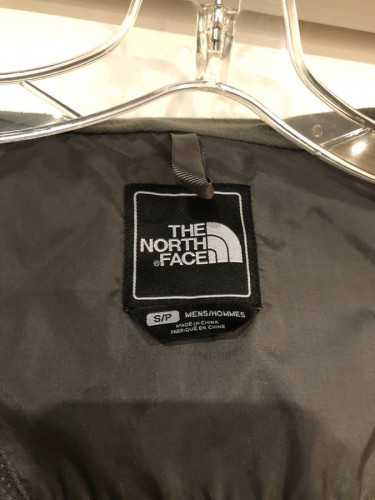 THE
NORTH
®FACE
S/P MENS/HOMMES
MADE IN CHINA
FABRIQUÉ EN CHINE